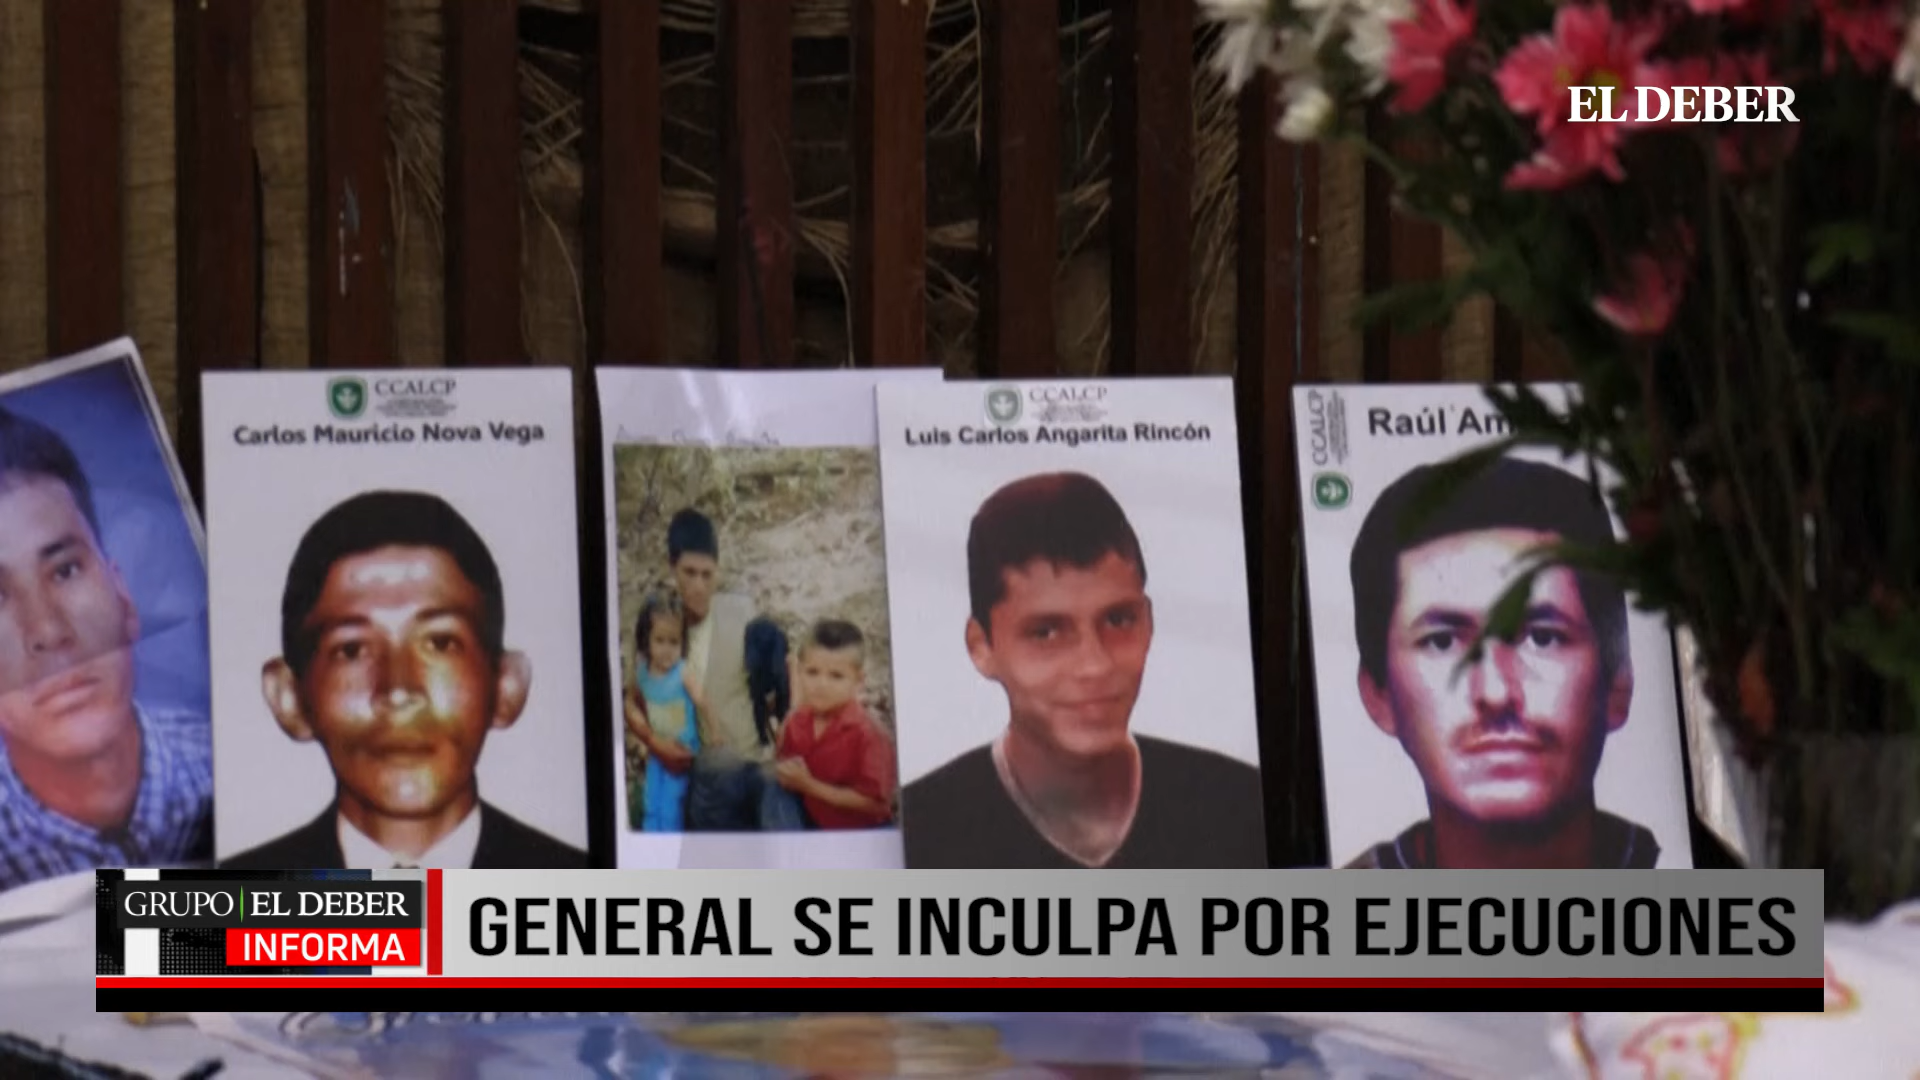 EL DEBER
CCALCP
Carlos Mauricio Nova Vega
CCALCP
Luis Carlos Angarita Rincón
CCALCP
Raúl Am
GRUPO EL DEBER
INFORMA
GENERAL SE INCULPA POR EJECUCIONES